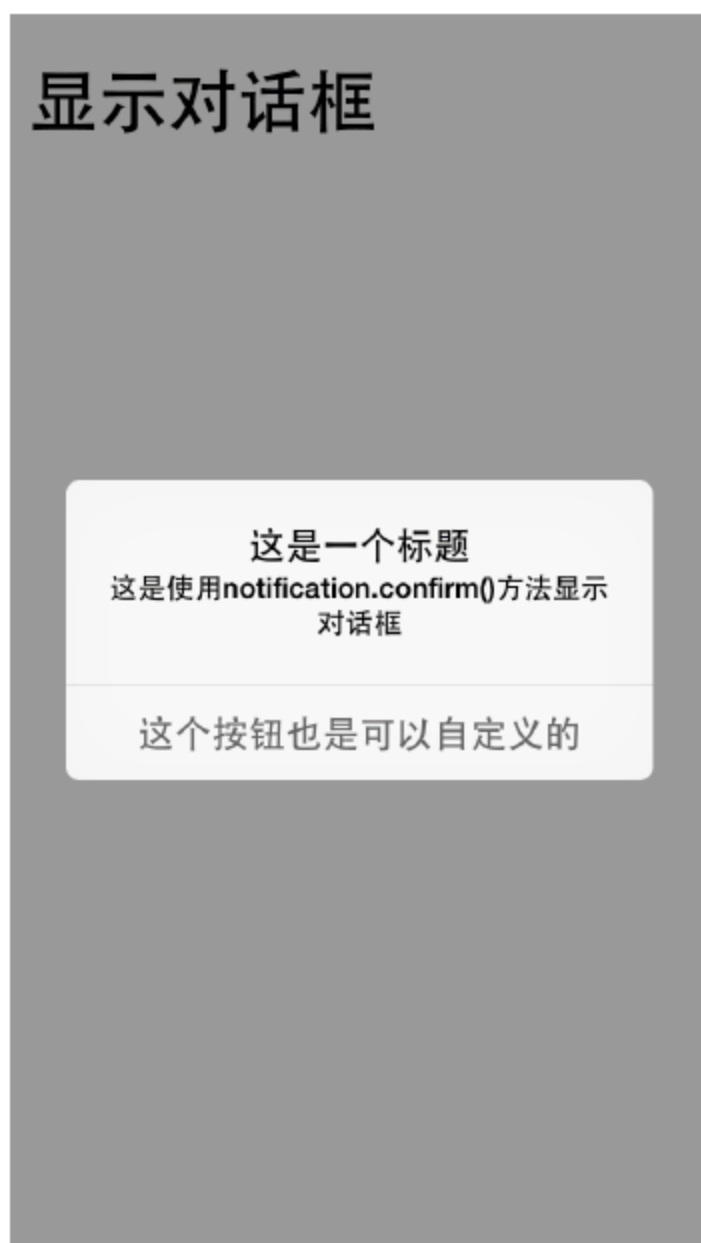 显示对话框
这是一个标题
这是使用notification.confirm()方法显示
对话框
这个按钮也是可以自定义的